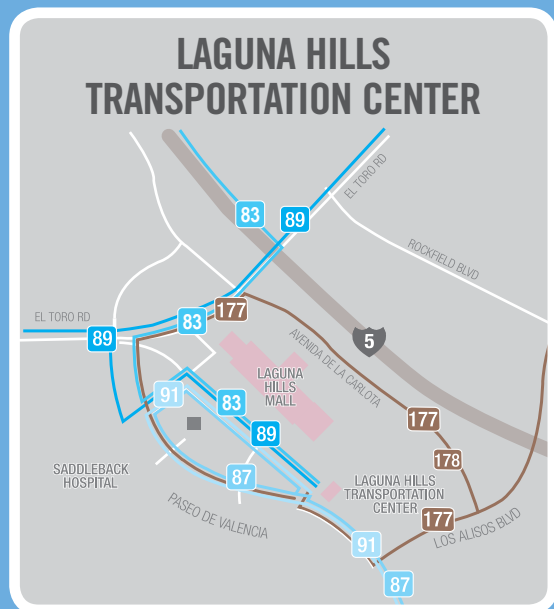 LAGUNA HILLS
TRANSPORTATION CENTER
EL TORO RD
83
89
ROCKFIELD BLVD
177
EL TORO RD
83
89
5
AVENIDA DE LA CARLOTA
LAGUNA
HILLS
MALL
91
83
89
177
178
SADDLEBACK
HOSPITAL
87
LAGUNA HILLS
TRANSPORTATION
CENTER
PASEO DE VALENCIA
177
LOS ALISOS BLVD
91
87